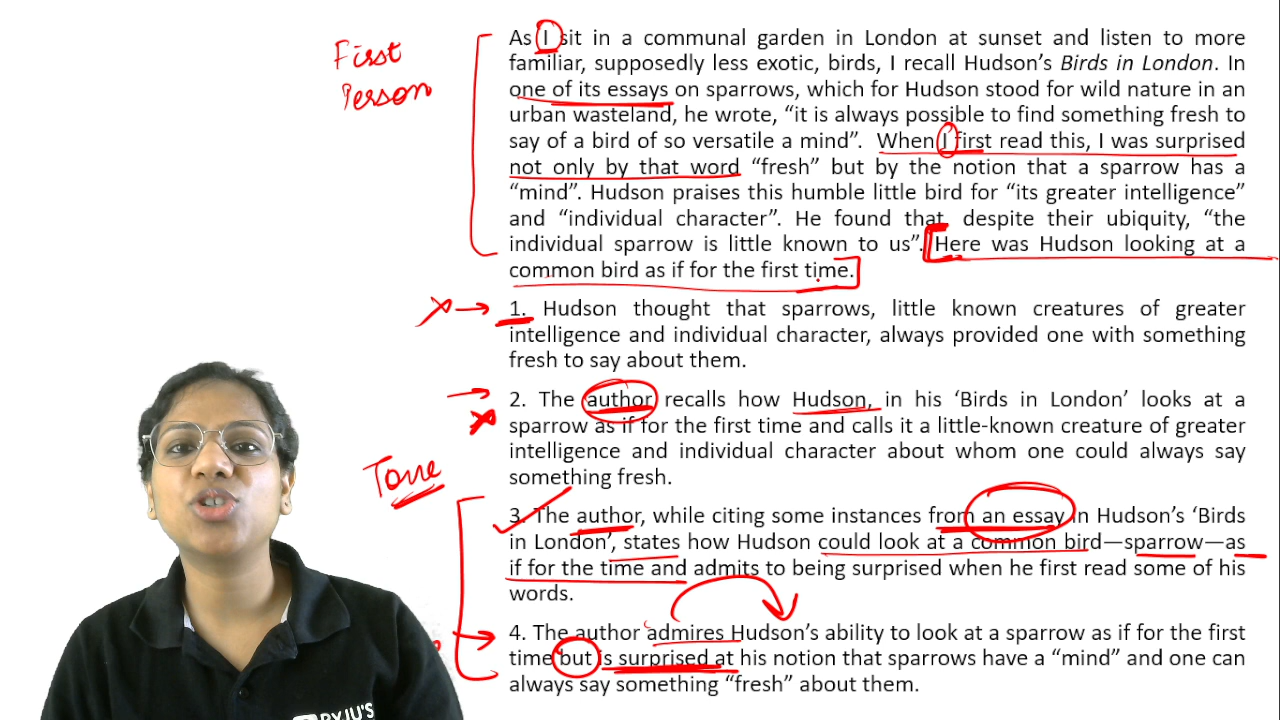 First
Person
As I sit in a communal garden in London at sunset and listen to more
familiar, supposedly less exotic, birds, I recall Hudson's Birds in London. In
one of its essays on sparrows, which for Hudson stood for wild nature in an
urban wasteland, he wrote, “it is always possible to find something fresh to
say of a bird of so versatile a mind”. When I first read this, I was surprised
not only by that word “fresh” but by the notion that a sparrow has a
“mind”. Hudson praises this humble little bird for “its greater intelligence”
and “individual character”. He found that, despite their ubiquity, “the
individual sparrow is little known to us”. Here was Hudson looking at a
common bird as if for the first time.
1. Hudson thought that sparrows, little known creatures of greater
intelligence and individual character, always provided one with something
fresh to say about them.
2. The author recalls how Hudson, in his ‘Birds in London’ looks at a
sparrow as if for the first time and calls it a little-known creature of greater
intelligence and individual character about whom one could always say
something fresh.
Tone
3. The author, while citing some instances from an essay in Hudson's ‘Birds
in London’, states how Hudson could look at a common bird—sparrow—as
if for the time and admits to being surprised when he first read some of his
words.
4. The author admires Hudson's ability to look at a sparrow as if for the first
time but is surprised at his notion that sparrows have a “mind” and one can
always say something “fresh” about them.
BYJU'S